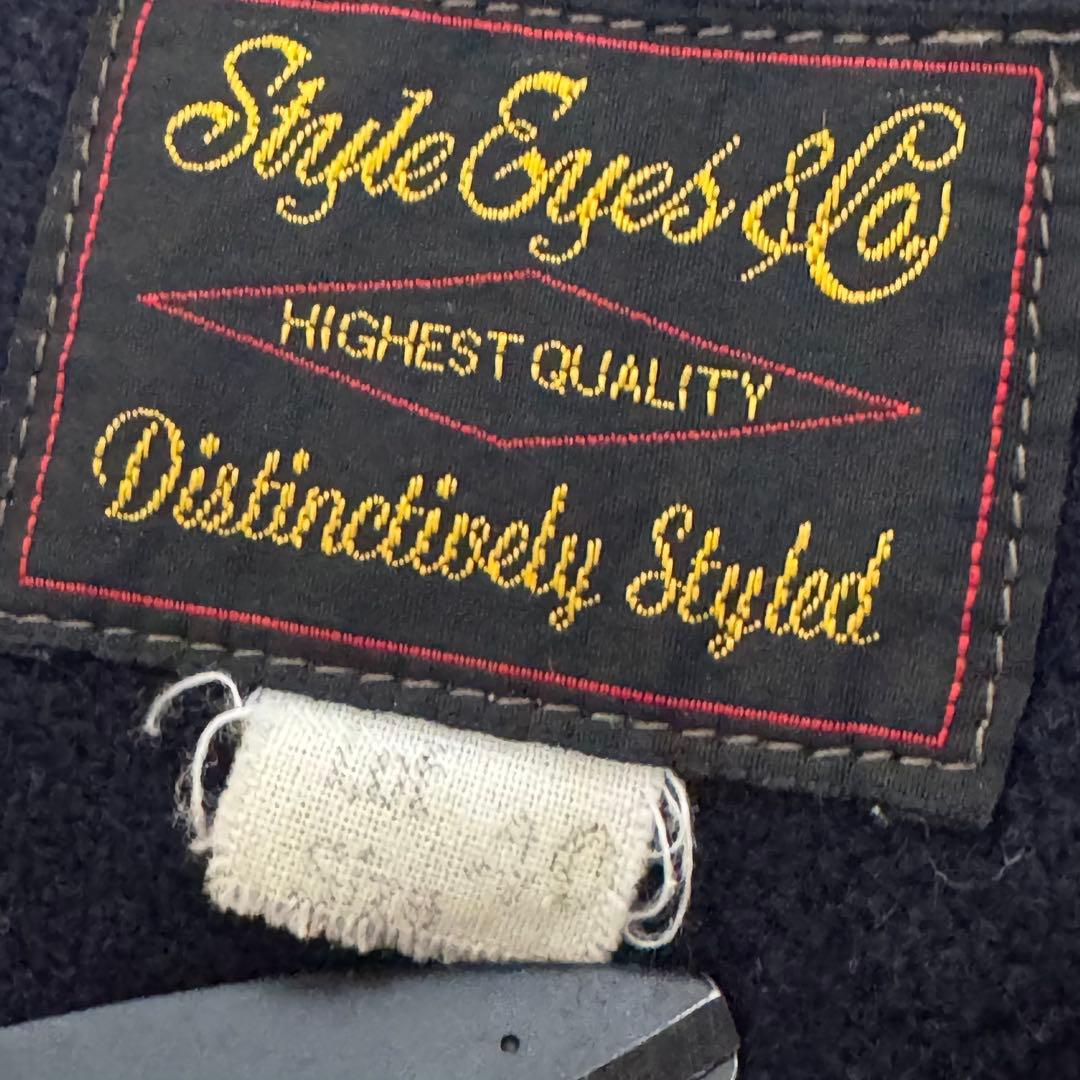 Style Eyes & Co.
HIGHEST QUALITY
Distinctively Styled